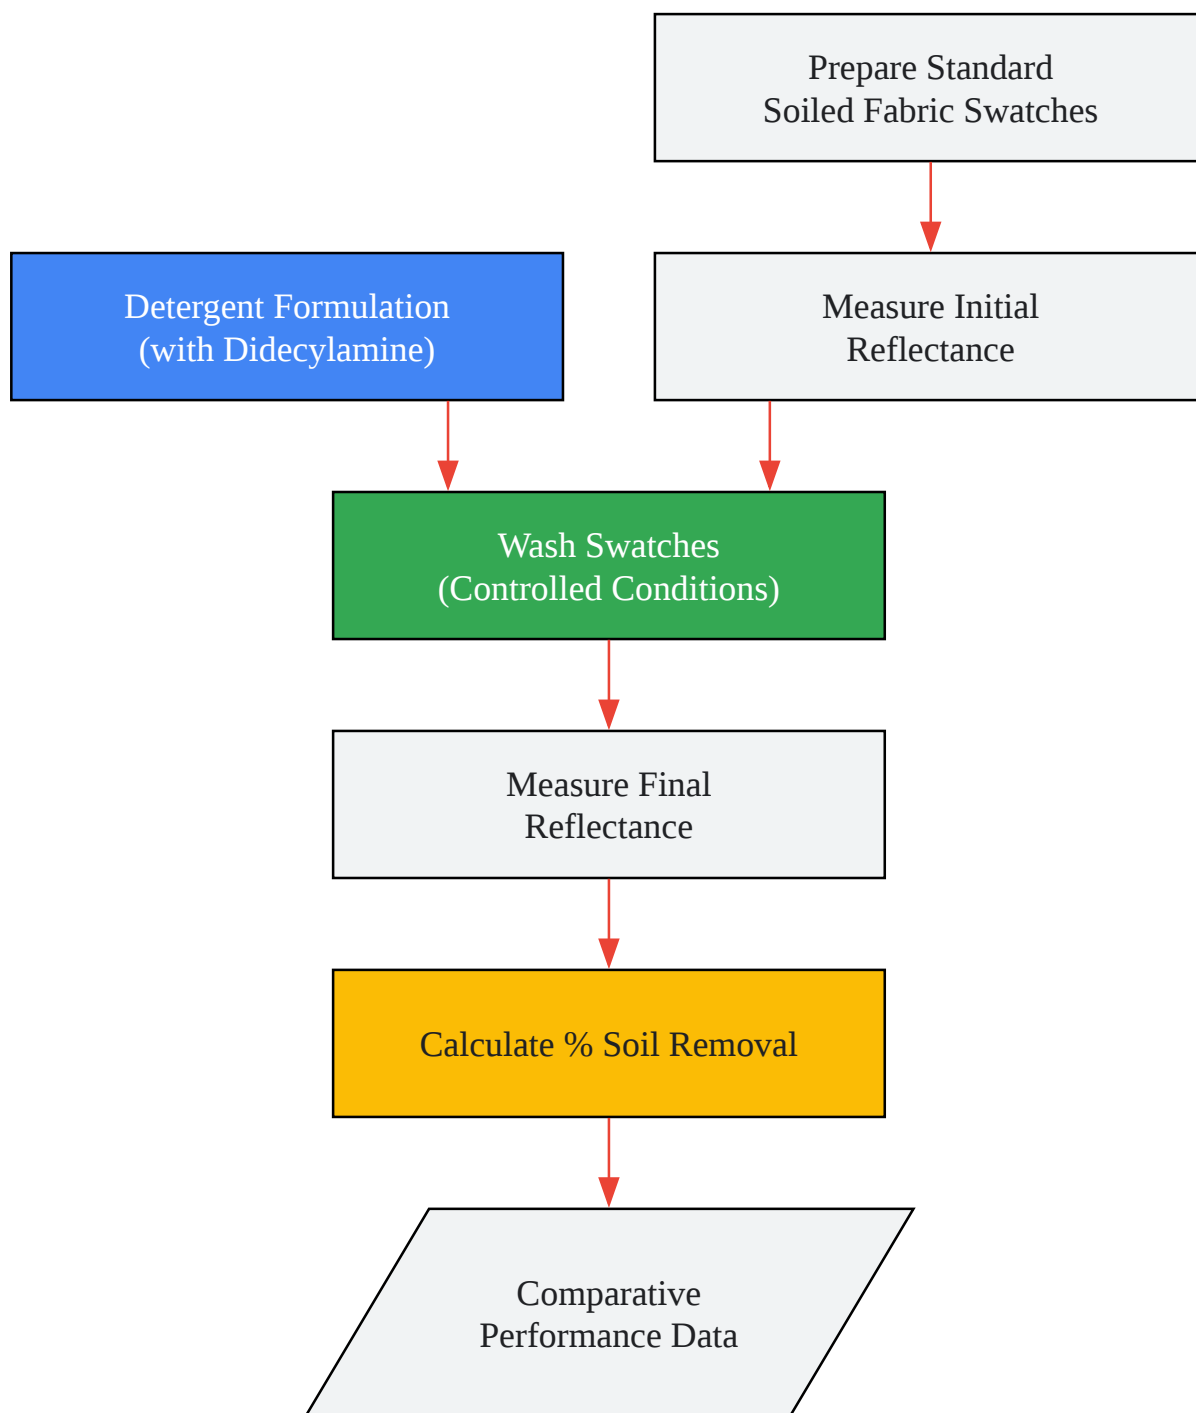 Prepare Standard
Soiled Fabric Swatches
Detergent Formulation
(with Didecylamine)
Measure Initial
Reflectance
Wash Swatches
(Controlled Conditions)
Measure Final
Reflectance
Calculate % Soil Removal
Comparative
Performance Data